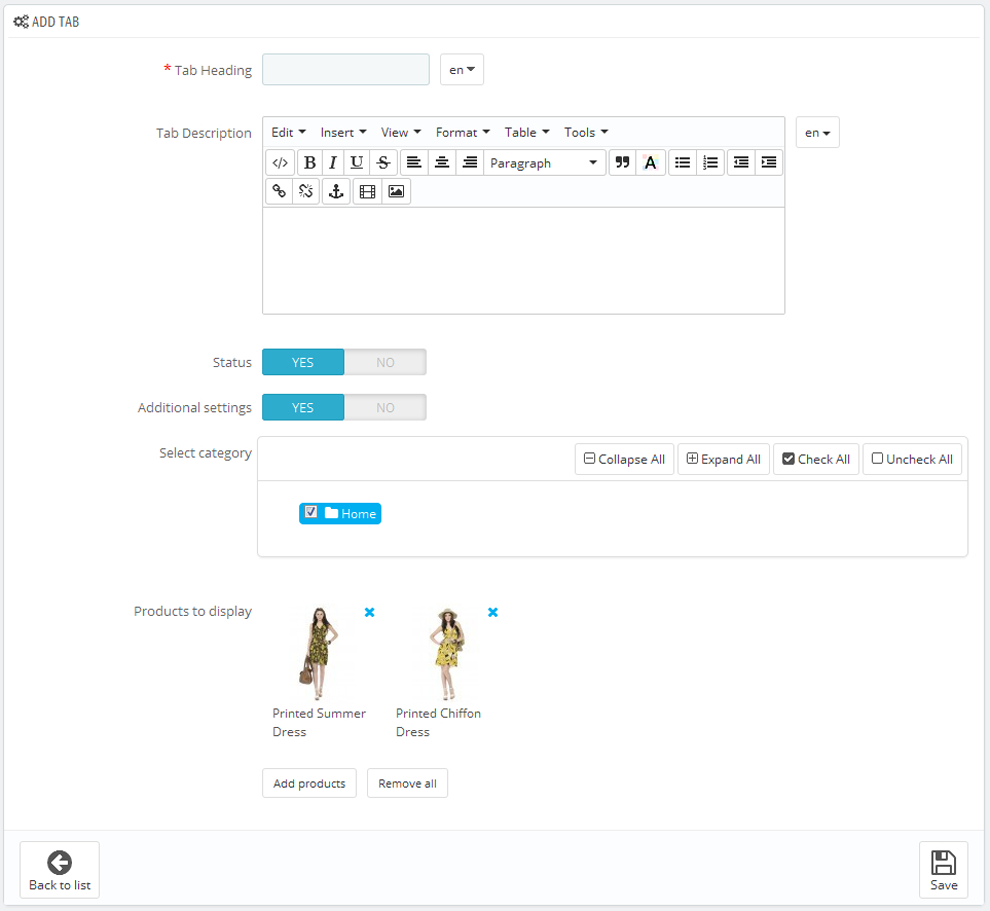 ADD TAB
* Tab Heading
en
Tab Description
Edit Insert View Format Table Tools
en
</> B I U S Paragraph A
Status
YES NO
Additional settings
YES NO
Select category
Collapse All Expand All Check All Uncheck All
Home
Products to display
Printed Summer
Dress
Printed Chiffon
Dress
Add products Remove all
Back to list
Save